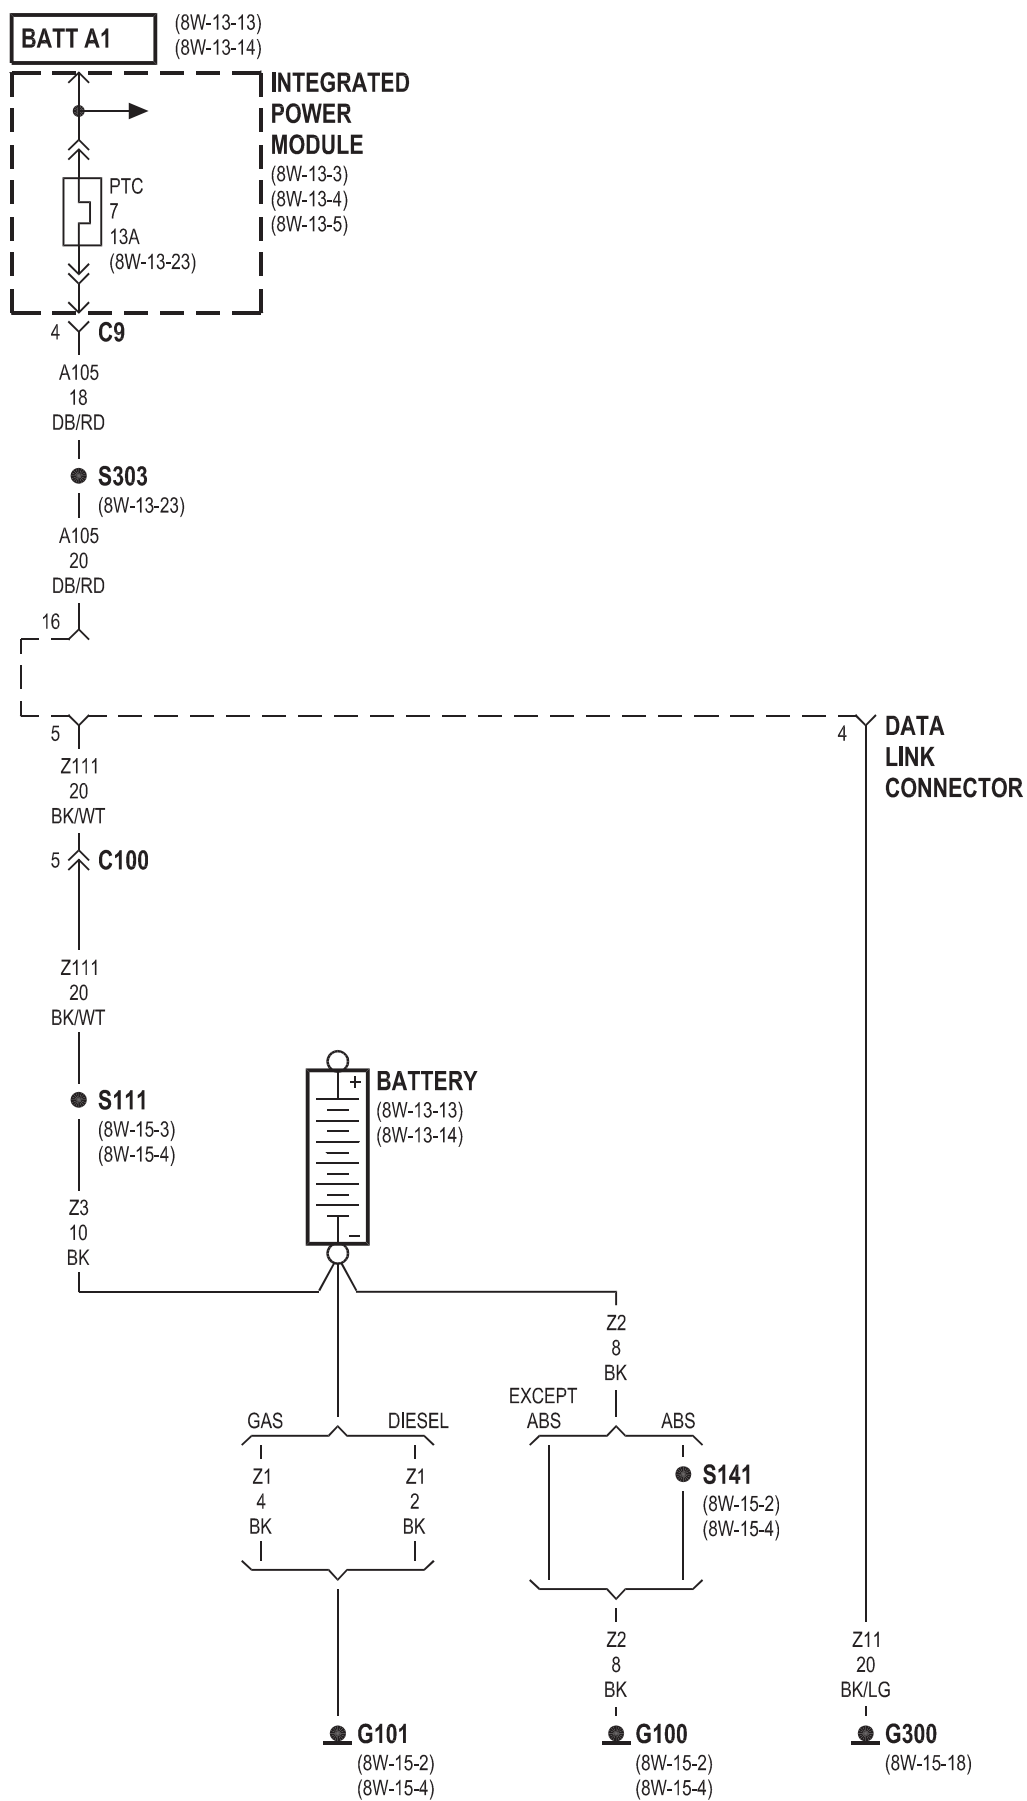 BATT A1
(8W-13-13)
(8W-13-14)
INTEGRATED
POWER
MODULE
(8W-13-3)
(8W-13-4)
(8W-13-5)
PTC
7
13A
(8W-13-23)
4
C9
A105
18
DB/RD
S303
(8W-13-23)
A105
20
DB/RD
16
5
4
DATA
LINK
CONNECTOR
Z111
20
BK/WT
5
C100
Z111
20
BK/WT
S111
(8W-15-3)
(8W-15-4)
+
BATTERY
(8W-13-13)
(8W-13-14)
–
Z3
10
BK
Z2
8
BK
GAS
DIESEL
EXCEPT
ABS
ABS
Z1
4
BK
Z1
2
BK
S141
(8W-15-2)
(8W-15-4)
Z2
8
BK
Z11
20
BK/LG
G101
(8W-15-2)
(8W-15-4)
G100
(8W-15-2)
(8W-15-4)
G300
(8W-15-18)